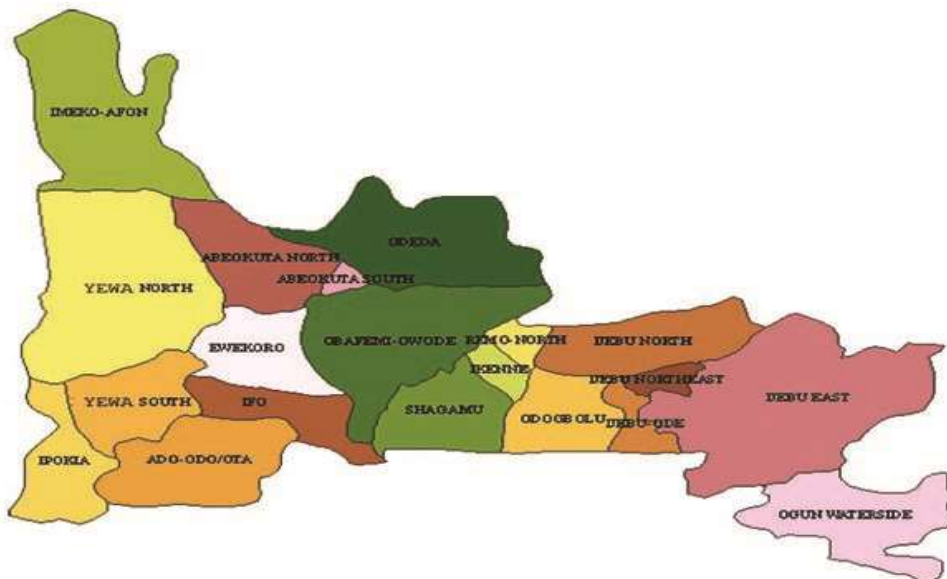 IMEKO-AFON
ODEDA
ABEOKUTA NORTH
ABEOKUTA SOUTH
YEWA NORTH
EWEKORO
OBAFEMI-OWODE
REMO-NORTH
IJEBU NORTH
IKENNE
IJEBU NORTHEAST
YEWA SOUTH
IFO
SHAGAMU
ODOGBOLU
IJEBU-ODE
IJEBU EAST
IPOKIA
ADO-ODO/OTA
OGUN WATERSIDE